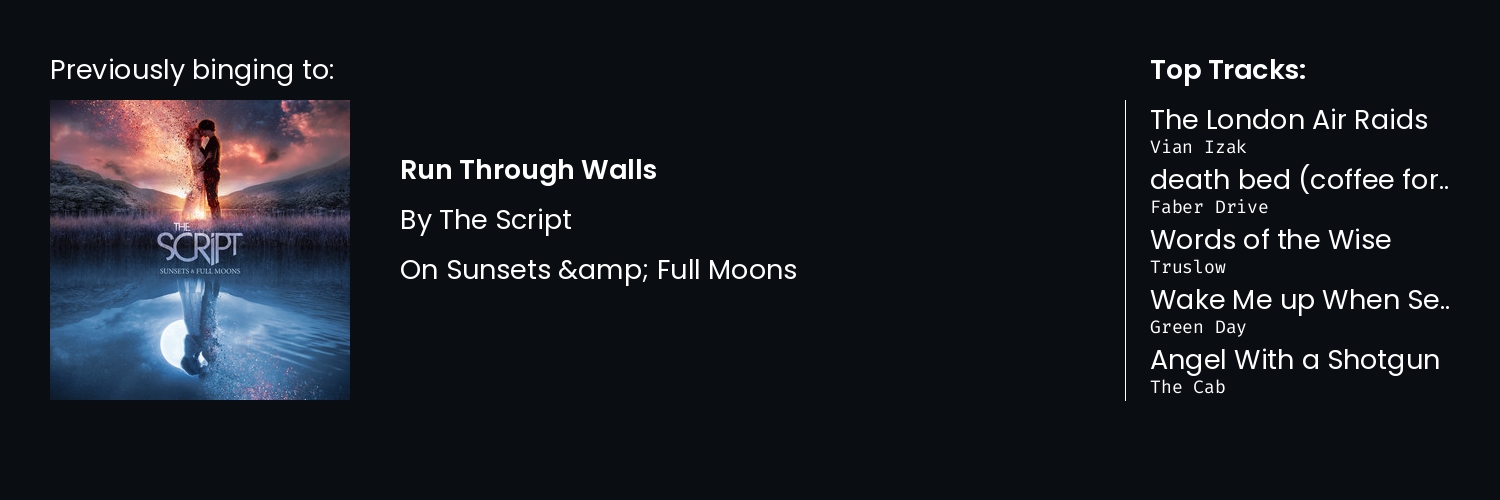 Previously binging to:
THE
SCRIPT
SUNSETS & FULL MOONS
Run Through Walls
By The Script
On Sunsets &amp; Full Moons
Top Tracks:
The London Air Raids
Vian Izak
death bed (coffee for..
Faber Drive
Words of the Wise
Truslow
Wake Me up When Se..
Green Day
Angel With a Shotgun
The Cab